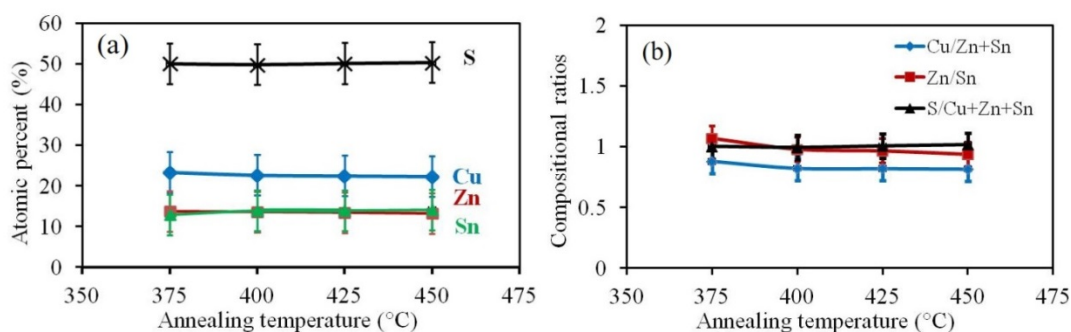 (a)
Atomic percent (%)
60
50
40
30
20
10
0
S
Cu
Zn
Sn
350
375
400
425
450
475
Annealing temperature (°C)
(b)
Compositional ratios
2
1.5
1
0.5
0
Cu/Zn+Sn
Zn/Sn
S/Cu+Zn+Sn
350
375
400
425
450
475
Annealing temperature (°C)